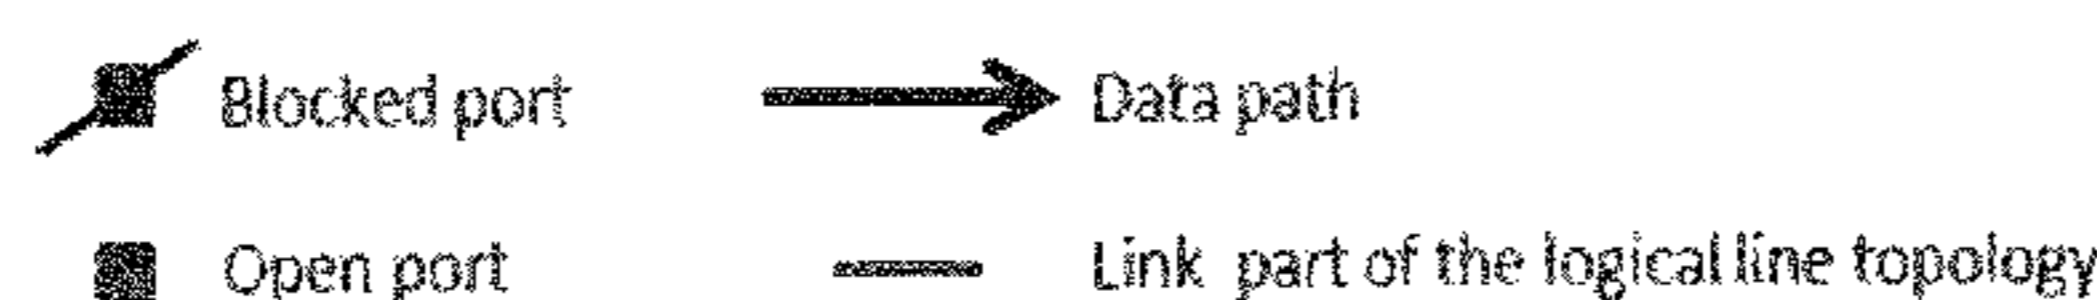 Blocked port
Data path
Open port
Link part of the logical line topology